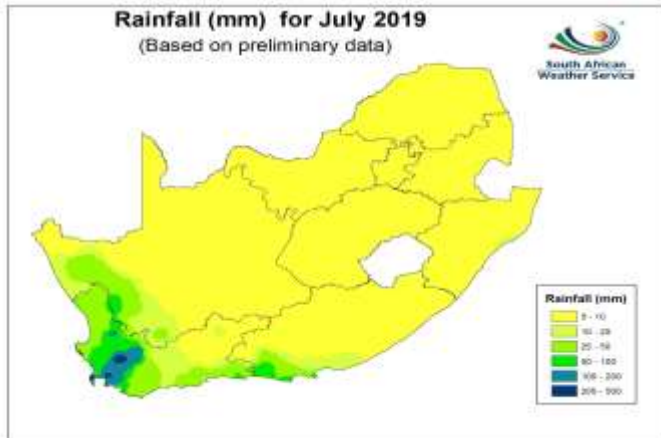 Rainfall (mm) for July 2019
(Based on preliminary data)
South African
Weather Service
Rainfall (mm)
0 - 10
10 - 25
25 - 50
50 - 100
100 - 200
200 - 500